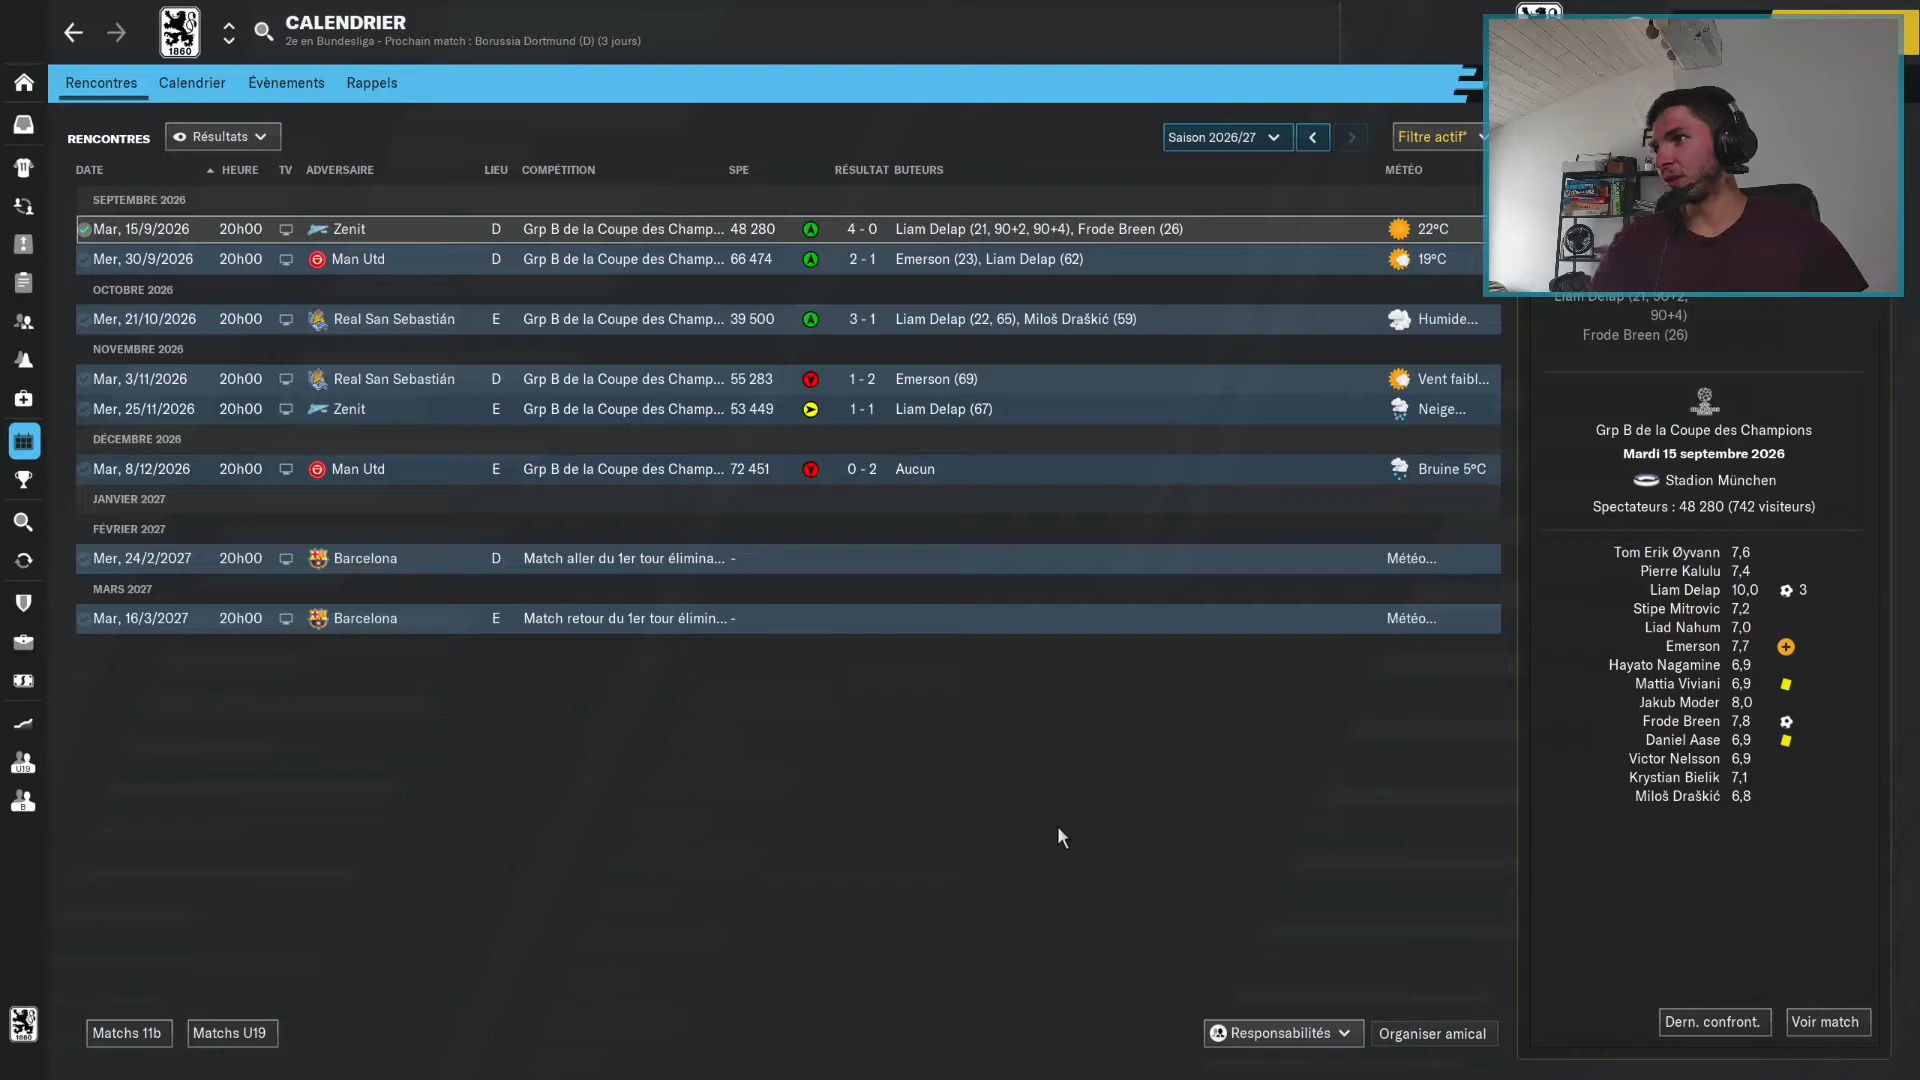 CALENDRIER
2e en Bundesliga - Prochain match : Borussia Dortmund (D) (3 jours)
1860
Rencontres Calendrier Évènements Rappels
RENCONTRES Résultats Saison 2026/27 Filtre actif*
DATE HEURE TV ADVERSAIRE LIEU COMPÉTITION SPE RÉSULTAT BUTEURS MÉTÉO
SEPTEMBRE 2026
Mar, 15/9/2026 20h00 Zenit D Grp B de la Coupe des Champ... 48 280 4 - 0 Liam Delap (21, 90+2, 90+4), Frode Breen (26) 22°C
Mer, 30/9/2026 20h00 Man Utd D Grp B de la Coupe des Champ... 66 474 2 - 1 Emerson (23), Liam Delap (62) 19°C
OCTOBRE 2026
Mer, 21/10/2026 20h00 Real San Sebastián E Grp B de la Coupe des Champ... 39 500 3 - 1 Liam Delap (22, 65), Miloš Draškić (59) Humide...
NOVEMBRE 2026
Mar, 3/11/2026 20h00 Real San Sebastián D Grp B de la Coupe des Champ... 55 283 1 - 2 Emerson (69) Vent faibl...
Mer, 25/11/2026 20h00 Zenit E Grp B de la Coupe des Champ... 53 449 1 - 1 Liam Delap (67) Neige...
DÉCEMBRE 2026
Mar, 8/12/2026 20h00 Man Utd E Grp B de la Coupe des Champ... 72 451 0 - 2 Aucun Bruine 5°C
JANVIER 2027
FÉVRIER 2027
Mer, 24/2/2027 20h00 Barcelona D Match aller du 1er tour élimina... - Météo...
MARS 2027
Mar, 16/3/2027 20h00 Barcelona E Match retour du 1er tour élimin... - Météo...
Liam Delap (21, 90+2,
90+4)
Frode Breen (26)
Grp B de la Coupe des Champions
Mardi 15 septembre 2026
Stadion München
Spectateurs : 48 280 (742 visiteurs)
Tom Erik Øyvann 7,6
Pierre Kalulu 7,4
Liam Delap 10,0 3
Stipe Mitrovic 7,2
Liad Nahum 7,0
Emerson 7,7
Hayato Nagamine 6,9
Mattia Viviani 6,9
Jakub Moder 8,0
Frode Breen 7,8
Daniel Aase 6,9
Victor Nelsson 6,9
Krystian Bielik 7,1
Miloš Draškić 6,8
11
U19
B
1860
Matchs 11b Matchs U19 Responsabilités Organiser amical Dern. confront. Voir match